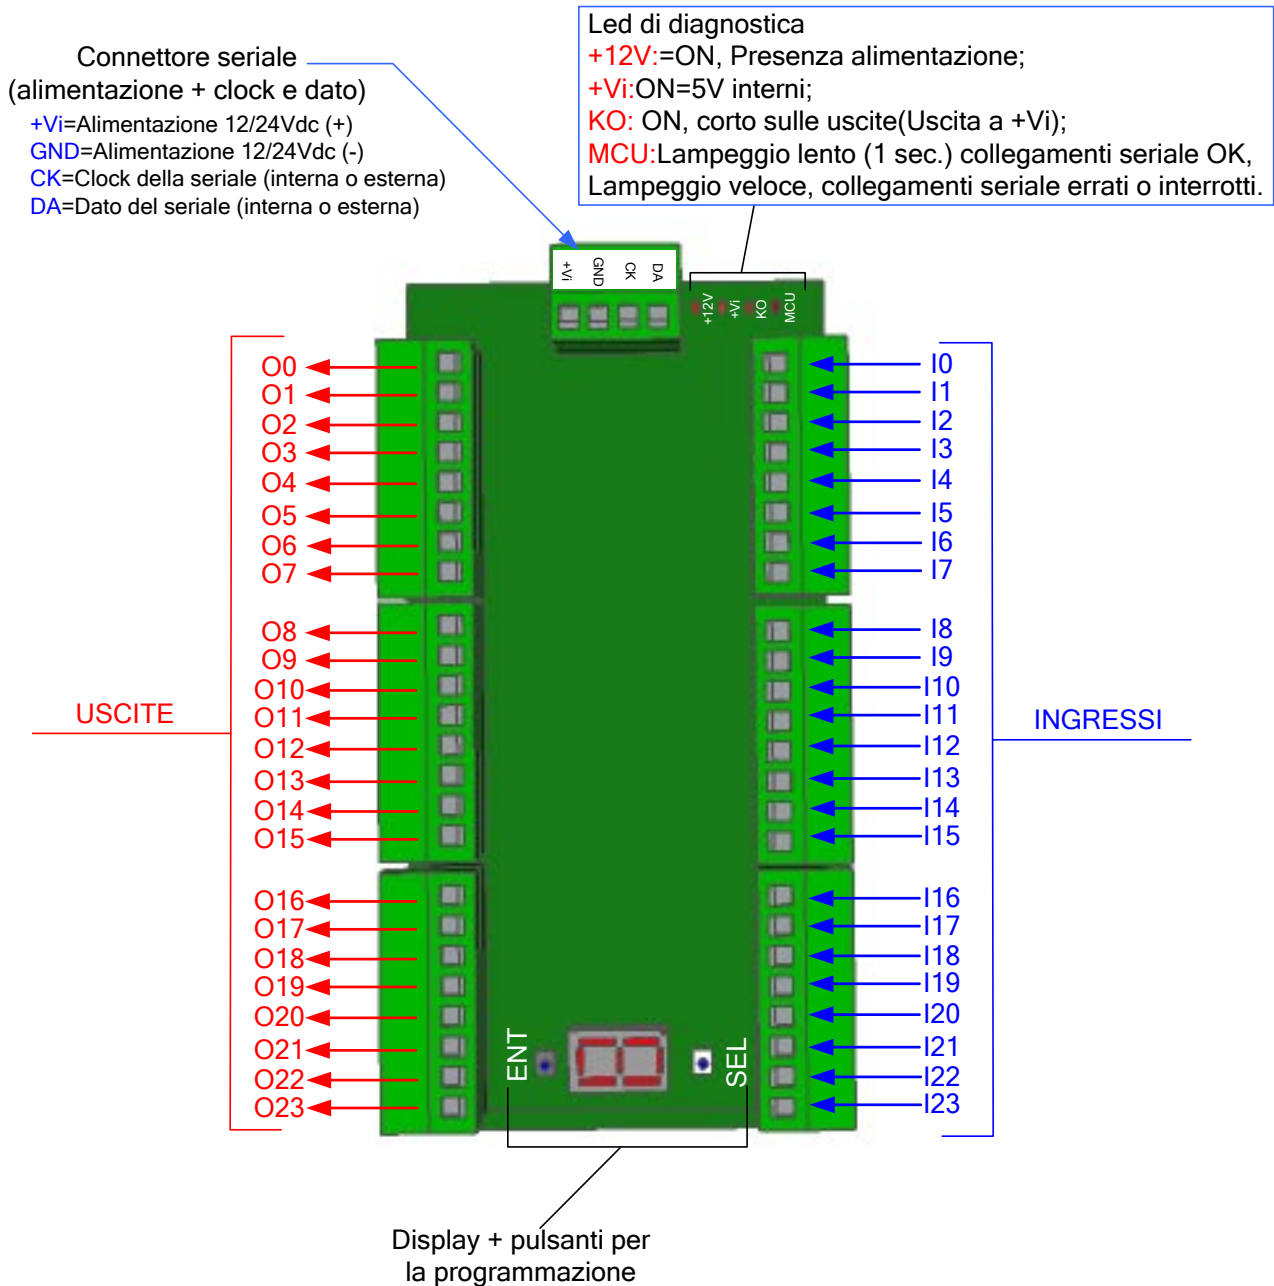 Connettore seriale
(alimentazione + clock e dato)
+Vi=Alimentazione 12/24Vdc (+)
GND=Alimentazione 12/24Vdc (-)
CK=Clock della seriale (interna o esterna)
DA=Dato del seriale (interna o esterna)
Led di diagnostica
+12V:=ON, Presenza alimentazione;
+Vi:ON=5V interni;
KO: ON, corto sulle uscite(Uscita a +Vi);
MCU:Lampeggio lento (1 sec.) collegamenti seriale OK,
Lampeggio veloce, collegamenti seriale errati o interrotti.
+Vi
GND
CK
DA
+12V
+Vi
KO
MCU
O0
O1
O2
O3
O4
O5
O6
O7
O8
O9
O10
O11
O12
O13
O14
O15
O16
O17
O18
O19
O20
O21
O22
O23
USCITE
I0
I1
I2
I3
I4
I5
I6
I7
I8
I9
I10
I11
I12
I13
I14
I15
I16
I17
I18
I19
I20
I21
I22
I23
INGRESSI
ENT
SEL
Display + pulsanti per
la programmazione